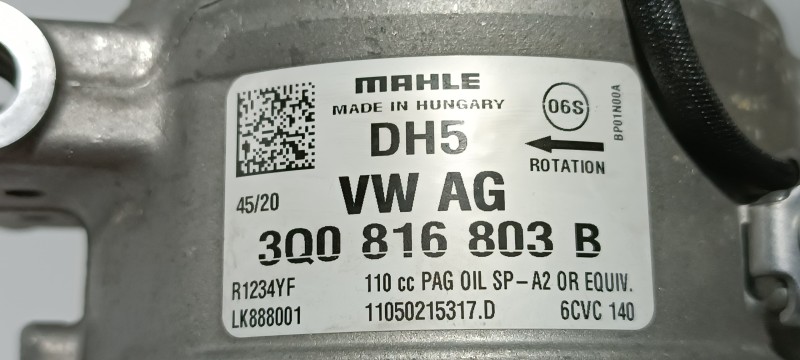 MAHLE
MADE IN HUNGARY
06S
BP01N00A
DH5
ROTATION
45/20
VW AG
3Q0 816 803 B
R1234YF 110 cc PAG OIL SP-A2 OR EQUIV.
LK888001 11050215317.D 6CVC 140